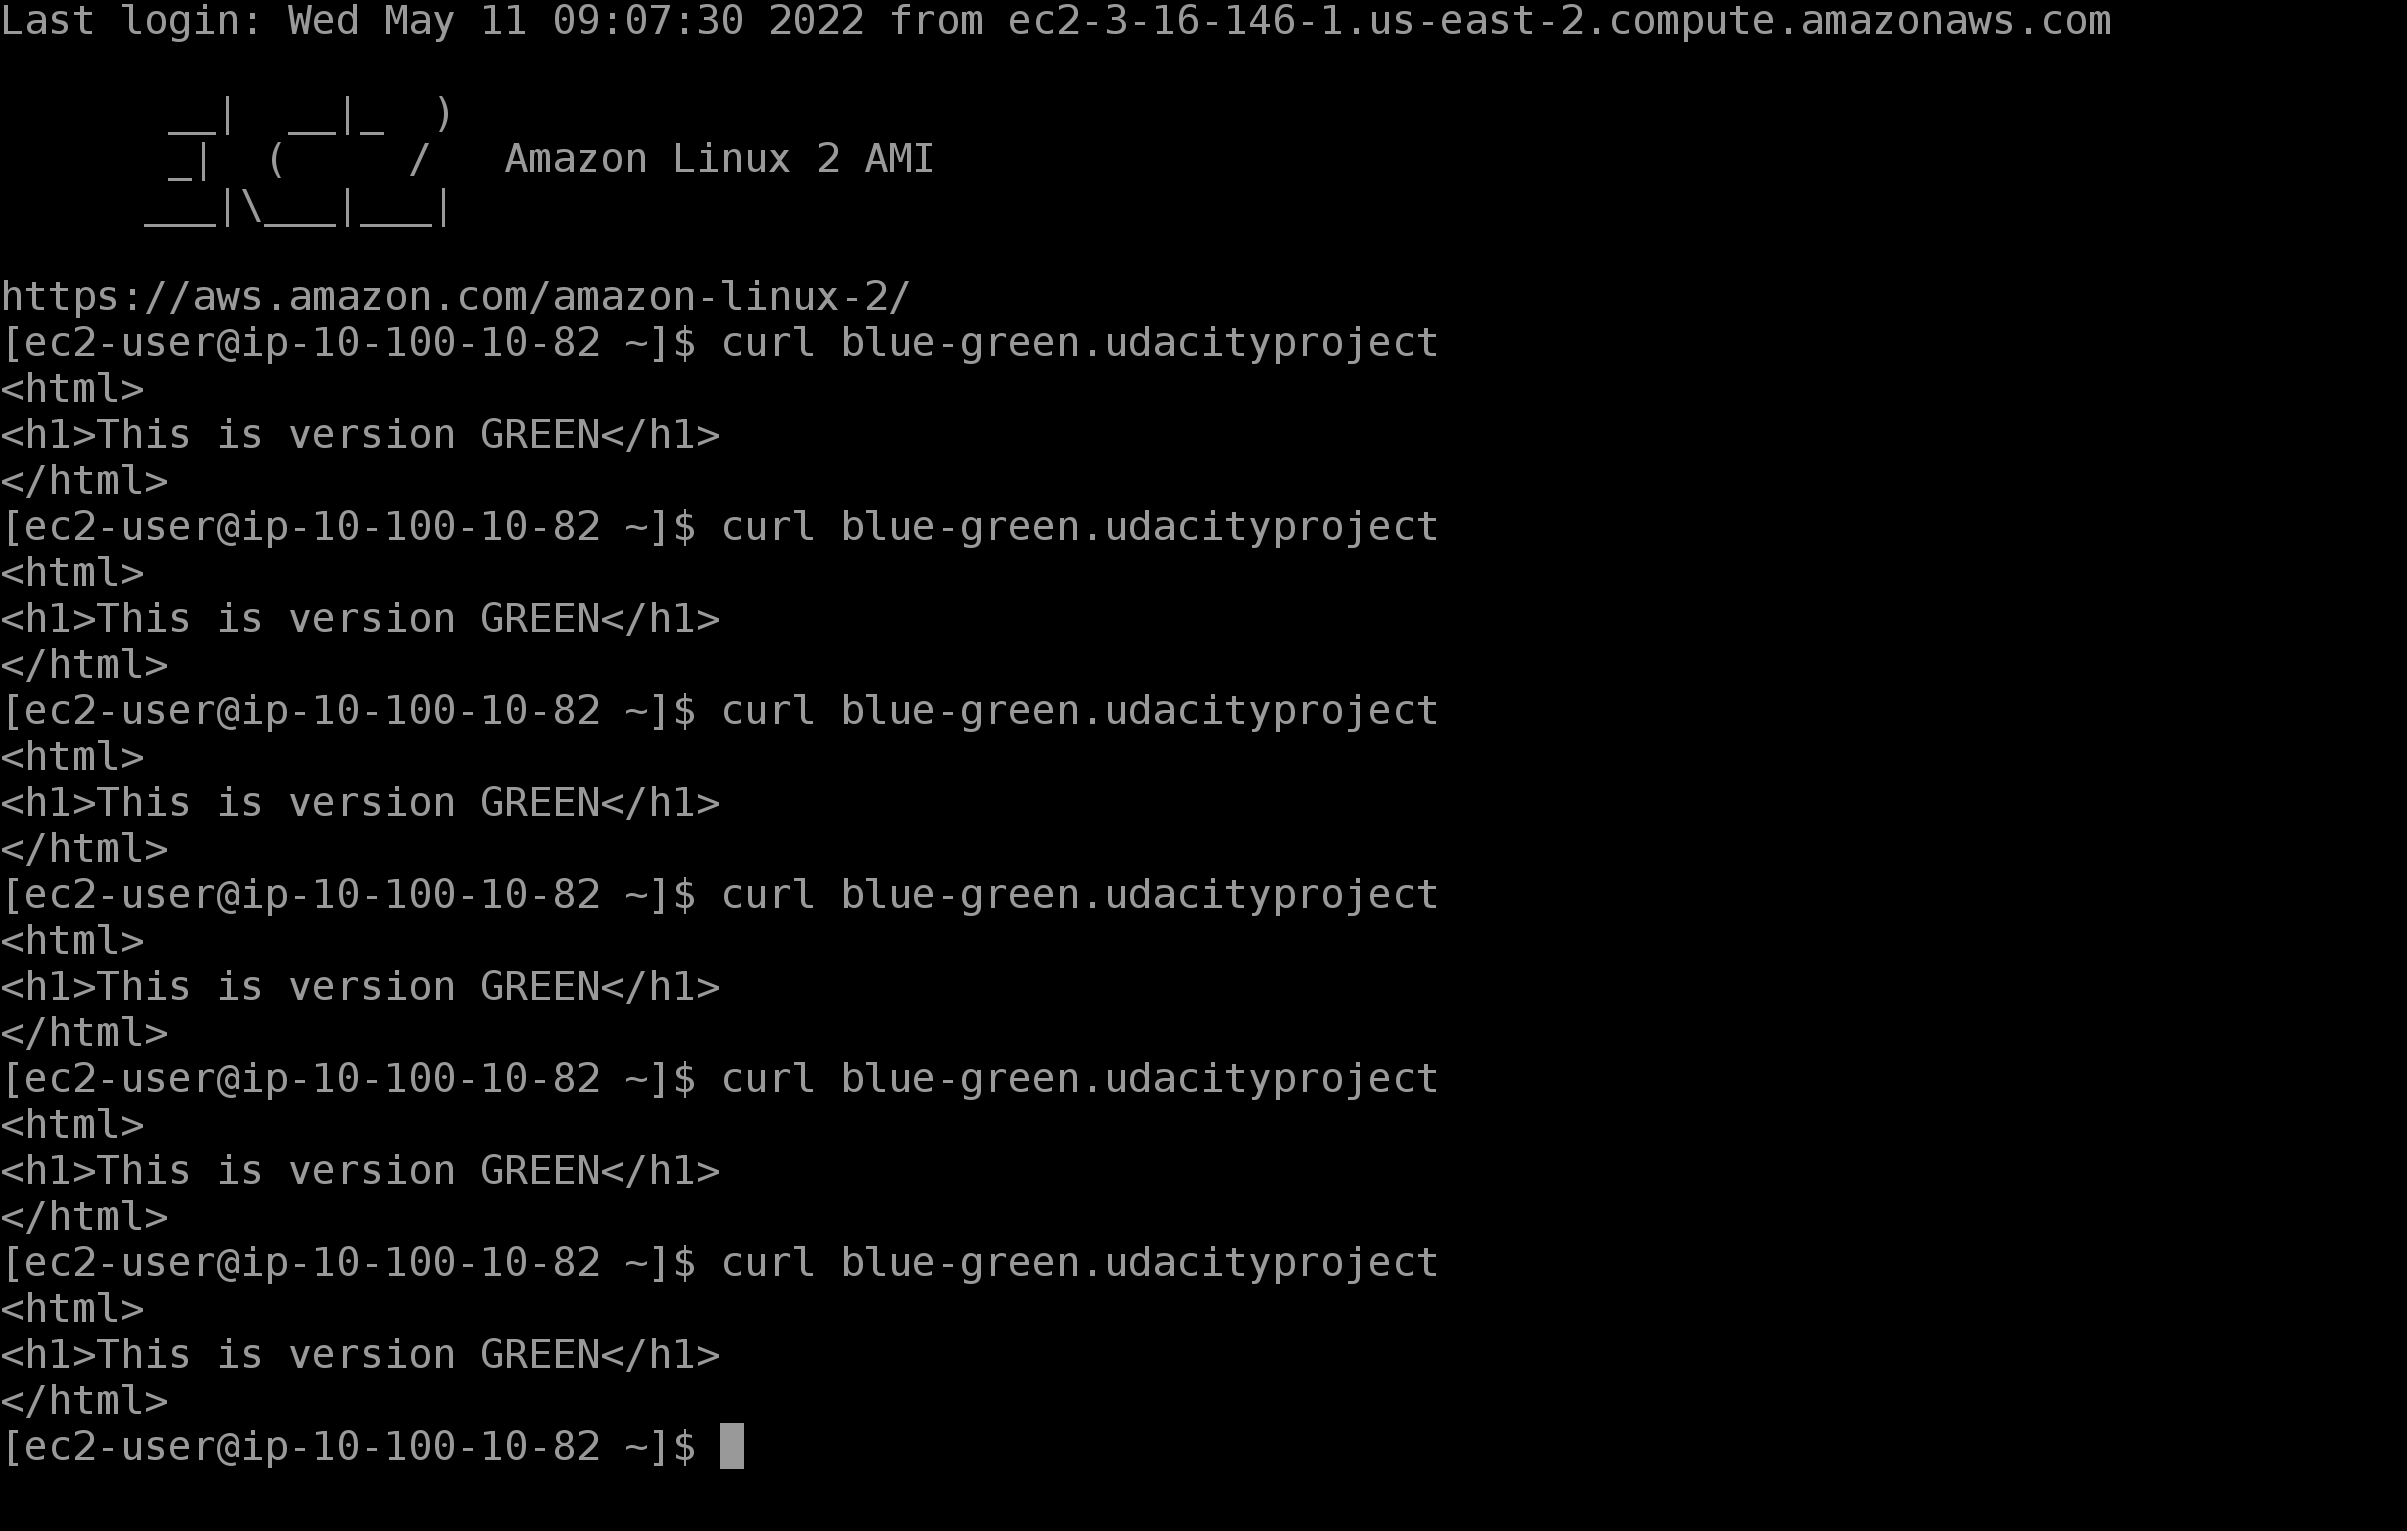 Last login: Wed May 11 09:07:30 2022 from ec2-3-16-146-1.us-east-2.compute.amazonaws.com
       __|  __|_  )
       _|  (     /   Amazon Linux 2 AMI
      ___|\___|___|
https://aws.amazon.com/amazon-linux-2/
[ec2-user@ip-10-100-10-82 ~]$ curl blue-green.udacityproject
<html>
<h1>This is version GREEN</h1>
</html>
[ec2-user@ip-10-100-10-82 ~]$ curl blue-green.udacityproject
<html>
<h1>This is version GREEN</h1>
</html>
[ec2-user@ip-10-100-10-82 ~]$ curl blue-green.udacityproject
<html>
<h1>This is version GREEN</h1>
</html>
[ec2-user@ip-10-100-10-82 ~]$ curl blue-green.udacityproject
<html>
<h1>This is version GREEN</h1>
</html>
[ec2-user@ip-10-100-10-82 ~]$ curl blue-green.udacityproject
<html>
<h1>This is version GREEN</h1>
</html>
[ec2-user@ip-10-100-10-82 ~]$ curl blue-green.udacityproject
<html>
<h1>This is version GREEN</h1>
</html>
[ec2-user@ip-10-100-10-82 ~]$